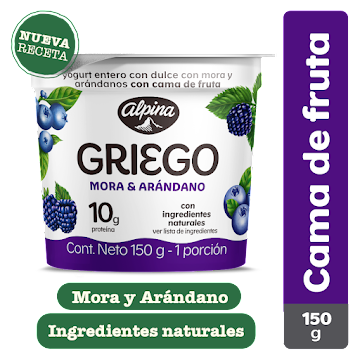 NUEVA
RECETA
yogurt entero con dulce con mora y
arándanos con cama de fruta
alpina
GRIEGO
MORA & ARÁNDANO
10g
proteína
con
ingredientes
naturales
ver lista de ingredientes
Cont. Neto 150 g - 1 porción
Mora y Arándano
Ingredientes naturales
Cama de fruta
150
g